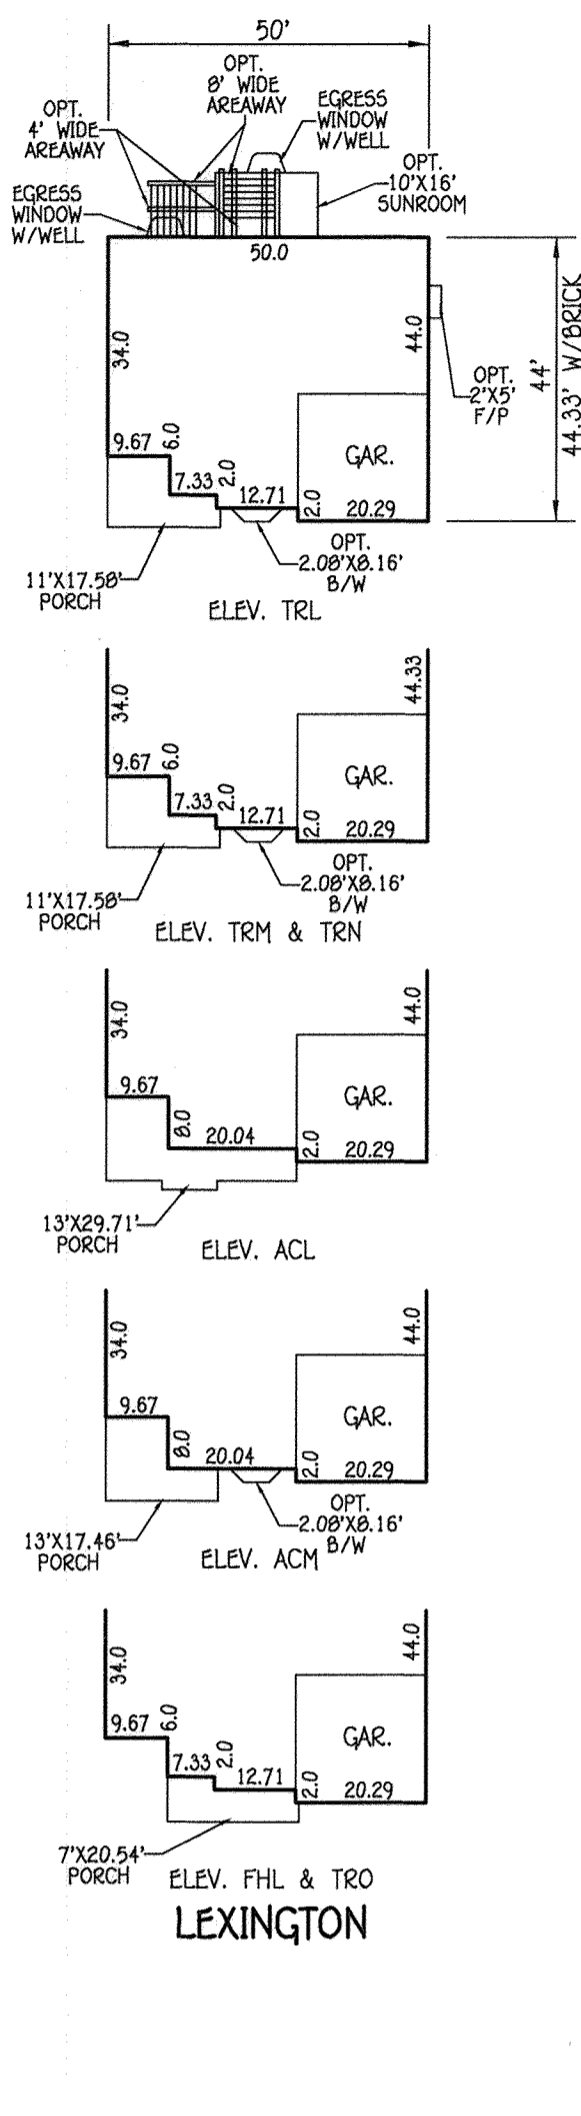 50'
OPT.
8' WIDE
AREAWAY
OPT.
4' WIDE
AREAWAY
EGRESS
WINDOW
W/WELL
OPT.
10'X16'
SUNROOM
EGRESS
WINDOW
W/WELL
50.0
34.0
44.0
44'
44.33' W/BRICK
OPT.
2'X5'
F/P
9.67
6.0
7.33
2.0
12.71
GAR.
2.0
20.29
OPT.
2.08'X8.16'
B/W
11'X17.58'
PORCH
ELEV. TRL
34.0
44.33
9.67
6.0
7.33
2.0
12.71
GAR.
2.0
20.29
OPT.
2.08'X8.16'
B/W
11'X17.58'
PORCH
ELEV. TRM & TRN
34.0
44.0
9.67
8.0
20.04
GAR.
2.0
20.29
13'X29.71'
PORCH
ELEV. ACL
34.0
44.0
9.67
8.0
20.04
GAR.
2.0
20.29
OPT.
2.08'X8.16'
B/W
13'X17.46'
PORCH
ELEV. ACM
34.0
44.0
9.67
6.0
7.33
2.0
12.71
GAR.
2.0
20.29
7'X20.54'
PORCH
ELEV. FHL & TRO
LEXINGTON